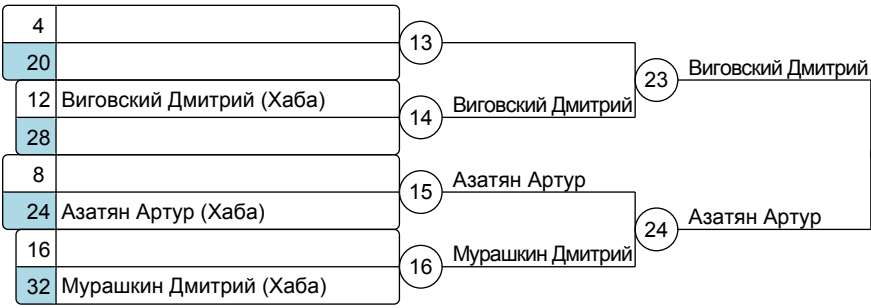 4
13
20
23
Виговский Дмитрий
12 Виговский Дмитрий (Хаба)
14
Виговский Дмитрий
28
8
15
Азатян Артур
24 Азатян Артур (Хаба)
24
Азатян Артур
16
16
Мурашкин Дмитрий
32 Мурашкин Дмитрий (Хаба)